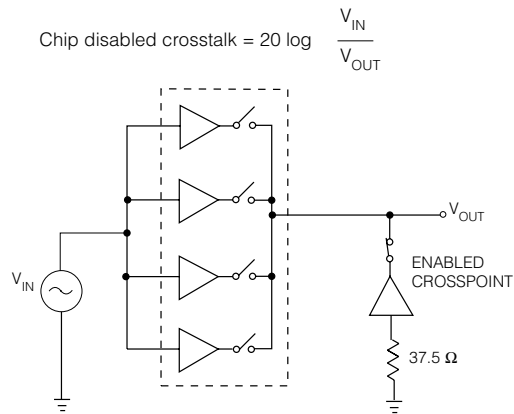 Chip disabled crosstalk = 20 log V_IN / V_OUT
V_OUT
ENABLED
CROSSPOINT
V_IN
37.5 Ω